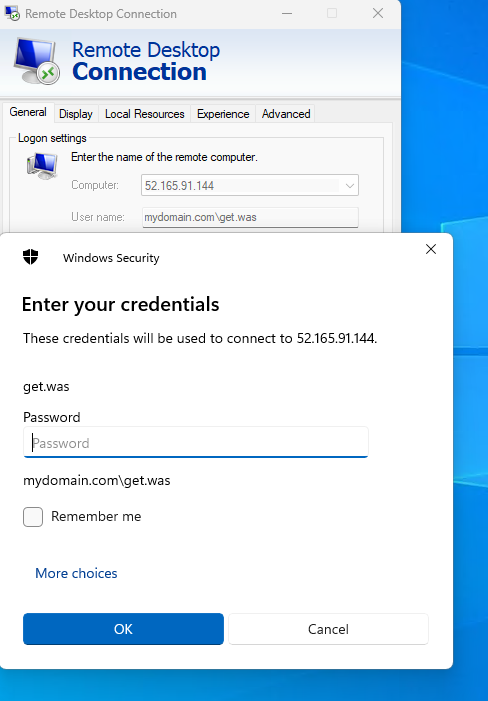 Remote Desktop Connection
Remote Desktop
Connection
General Display Local Resources Experience Advanced
Logon settings
Enter the name of the remote computer.
Computer: 52.165.91.144
User name: mydomain.com\get.was
Windows Security
Enter your credentials
These credentials will be used to connect to 52.165.91.144.
get.was
Password
Password
mydomain.com\get.was
Remember me
More choices
OK Cancel